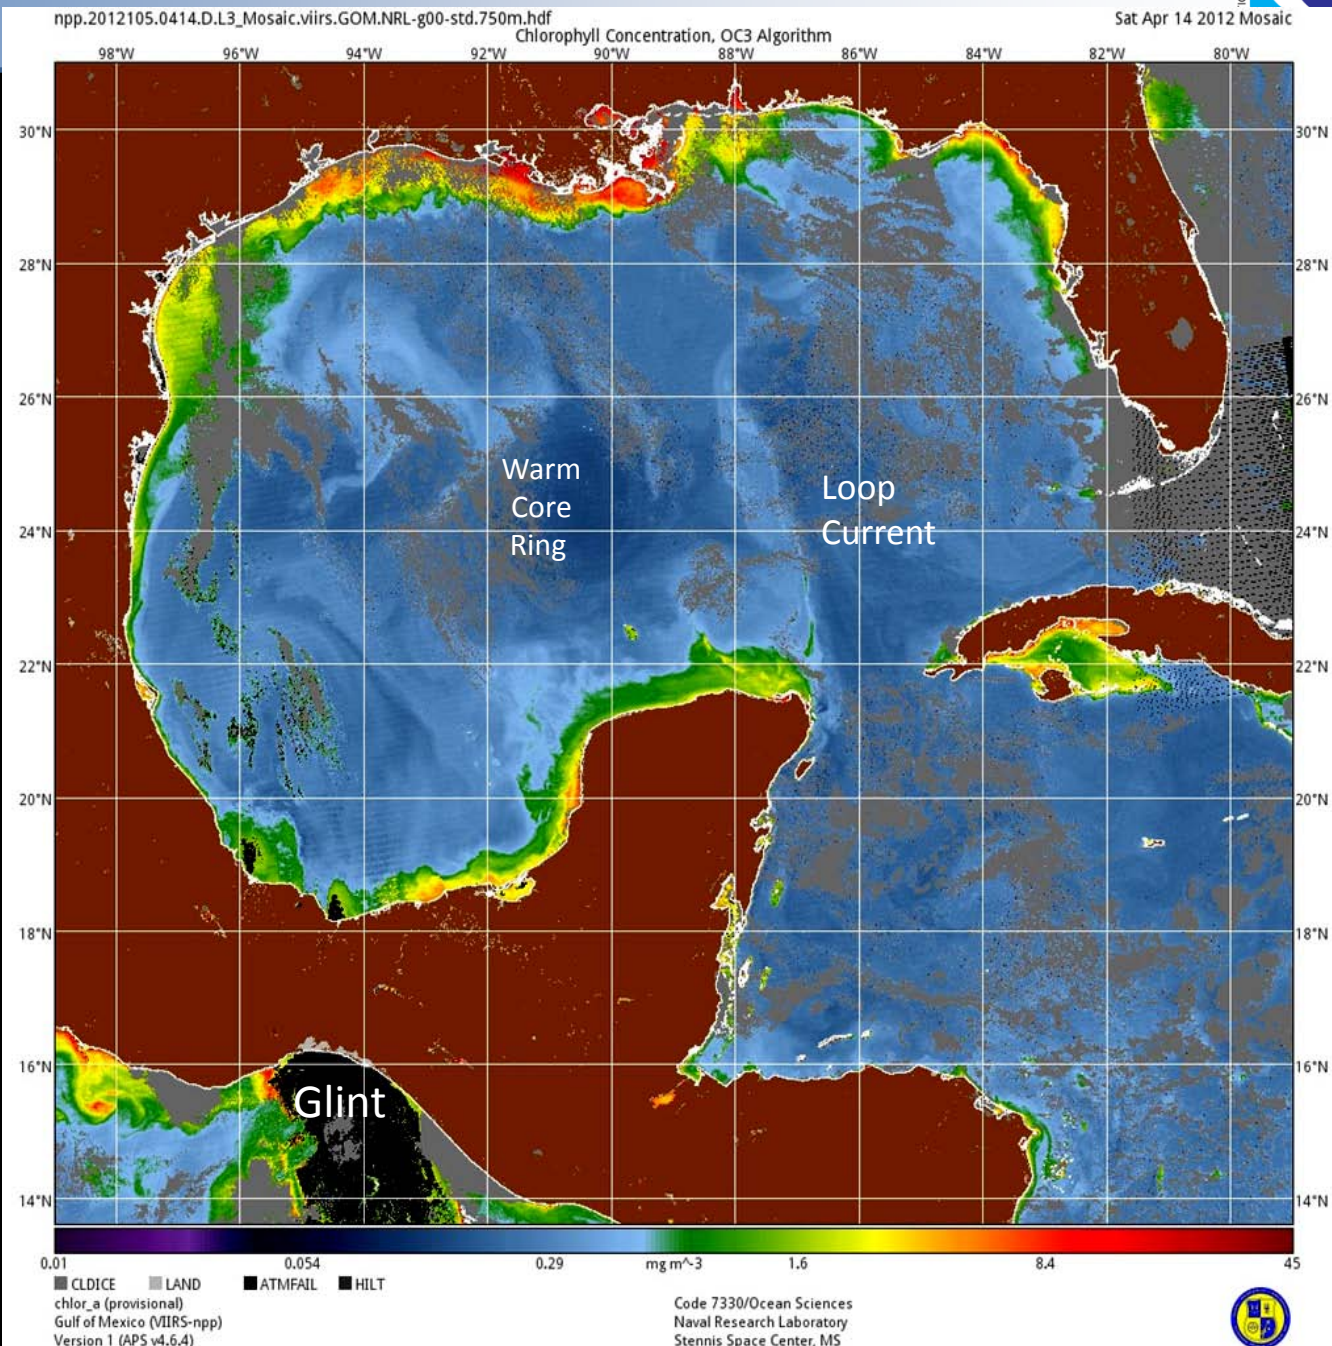 npp.2012105.0414.D.L3_Mosaic.viirs.GOM.NRL-g00-std.750m.hdf Sat Apr 14 2012 Mosaic
Chlorophyll Concentration, OC3 Algorithm
98°W 96°W 94°W 92°W 90°W 88°W 86°W 84°W 82°W 80°W
30°N 30°N
28°N 28°N
26°N 26°N
Warm
Core
Ring
Loop
Current
24°N 24°N
22°N 22°N
20°N 20°N
18°N 18°N
16°N 16°N
Glint
14°N 14°N
0.01 0.054 0.29 mg m^-3 1.6 8.4 45
CLDICE LAND ATMFAIL HILT
chlor_a (provisional) Code 7330/Ocean Sciences
Gulf of Mexico (VIIRS-npp) Naval Research Laboratory
Version 1 (APS v4.6.4) Stennis Space Center, MS